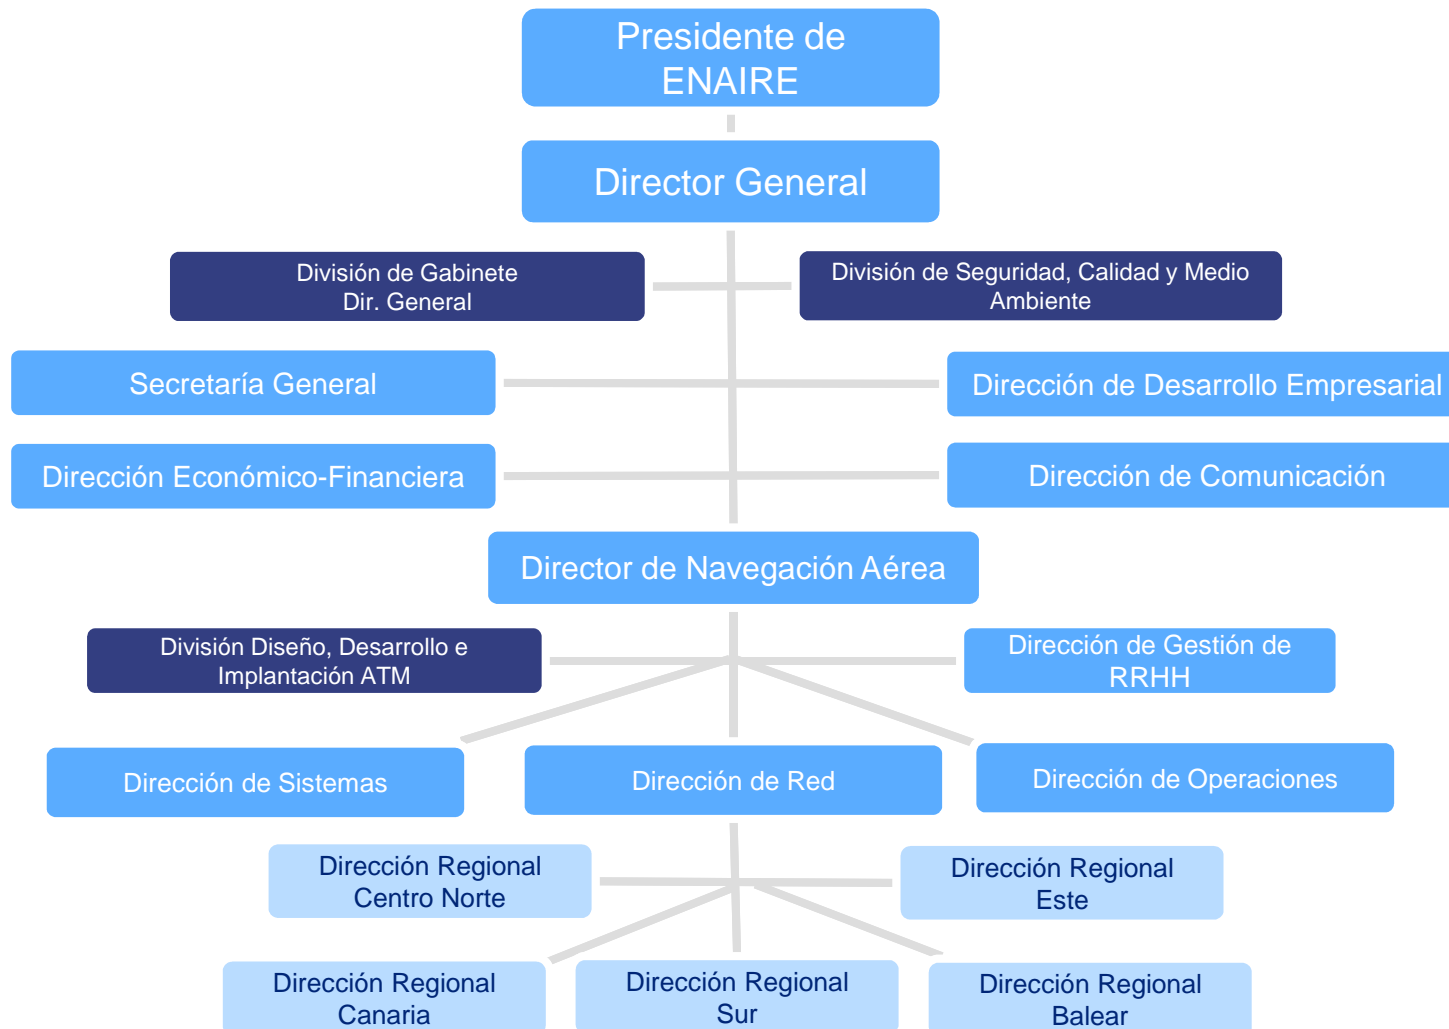 Presidente de
ENAIRE
Director General
División de Gabinete
Dir. General
División de Seguridad, Calidad y Medio
Ambiente
Secretaría General
Dirección de Desarrollo Empresarial
Dirección Económico-Financiera
Dirección de Comunicación
Director de Navegación Aérea
División Diseño, Desarrollo e
Implantación ATM
Dirección de Gestión de
RRHH
Dirección de Sistemas
Dirección de Red
Dirección de Operaciones
Dirección Regional
Centro Norte
Dirección Regional
Este
Dirección Regional
Canaria
Dirección Regional
Sur
Dirección Regional
Balear